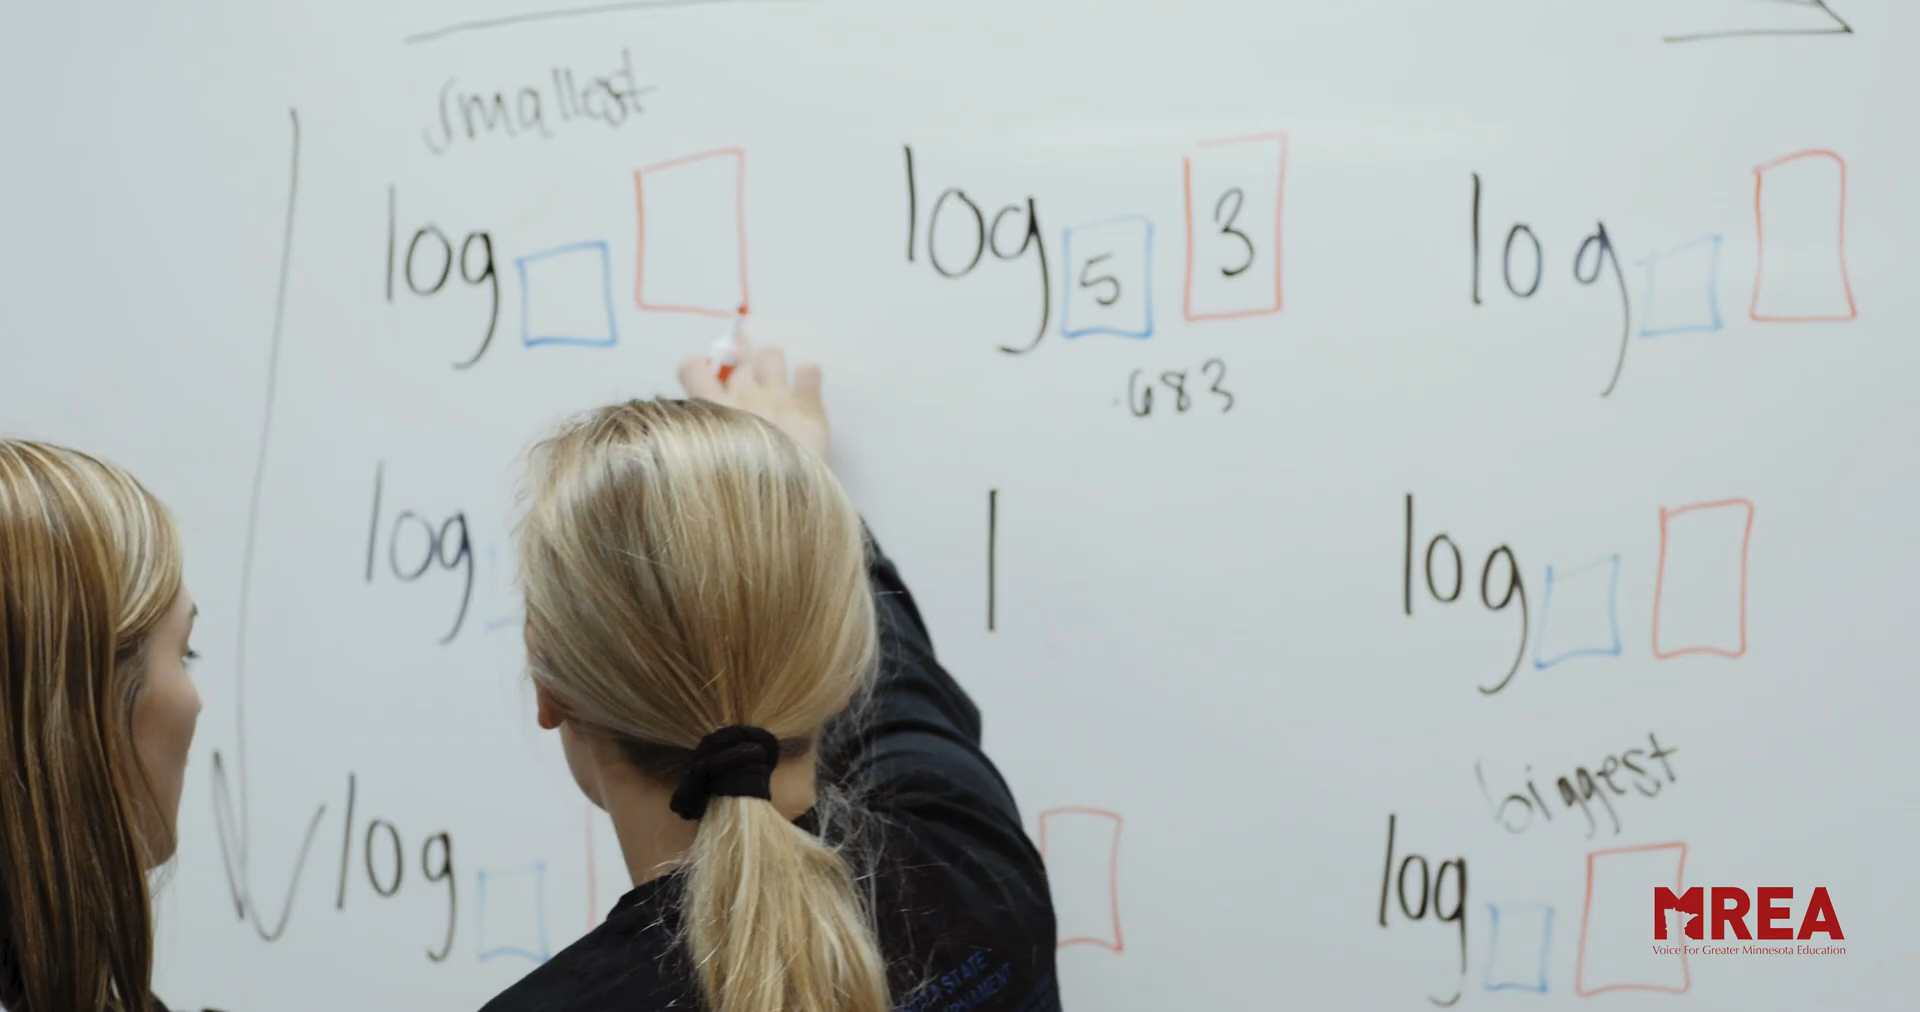 smallest
log log 5 3 log
.683
log 1 log
biggest
log log
MREA
Voice For Greater Minnesota Education
STATE